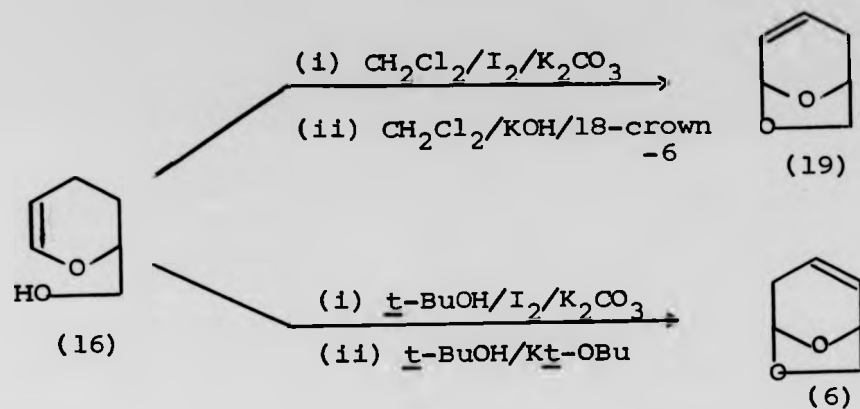 (i) CH2Cl2/I2/K2CO3
(ii) CH2Cl2/KOH/18-crown
-6
O
O
(19)
O
HO
(16)
(i) t-BuOH/I2/K2CO3
(ii) t-BuOH/Kt-OBu
O
O
(6)